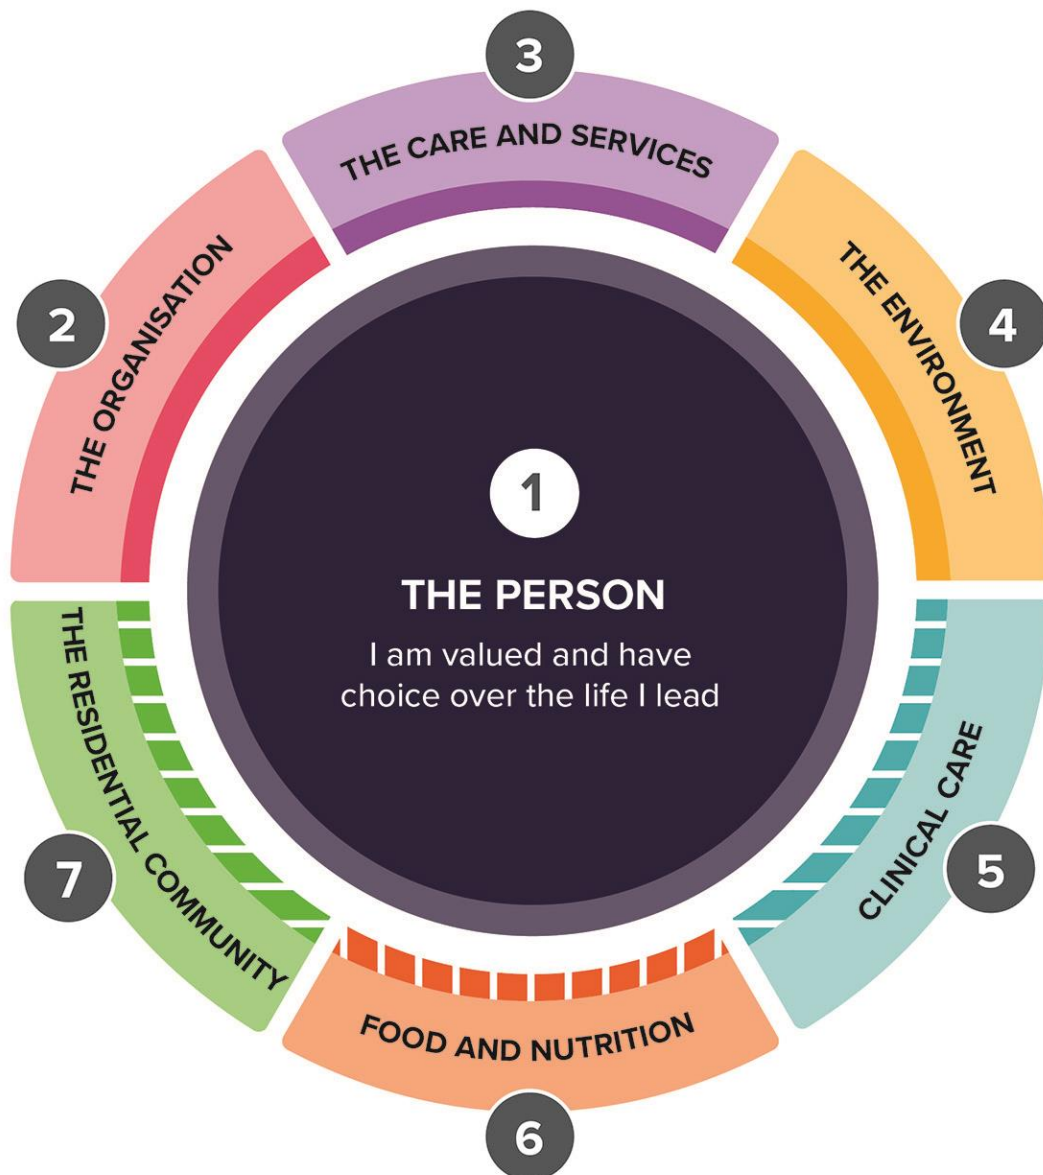 1
THE PERSON
I am valued and have
choice over the life I lead
2
THE ORGANISATION
3
THE CARE AND SERVICES
4
THE ENVIRONMENT
5
CLINICAL CARE
6
FOOD AND NUTRITION
7
THE RESIDENTIAL COMMUNITY